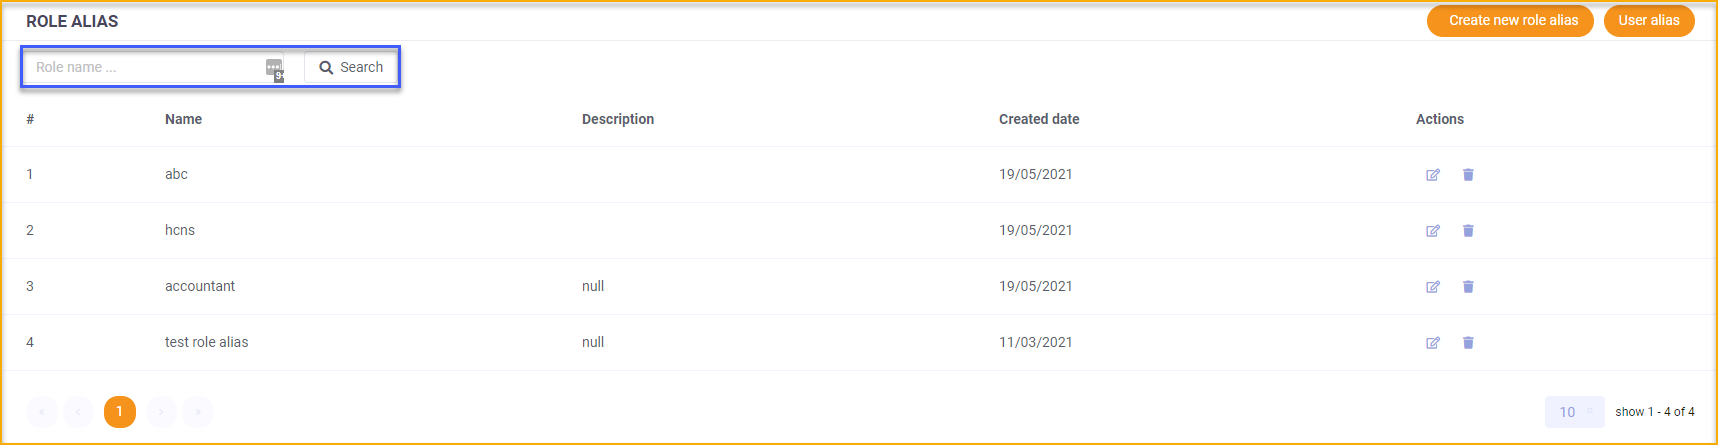 ROLE ALIAS Create new role alias User alias
Role name ... 9+ Search
# Name Description Created date Actions
1 abc 19/05/2021
2 hcns 19/05/2021
3 accountant null 19/05/2021
4 test role alias null 11/03/2021
« ‹ 1 › » 10 show 1 - 4 of 4